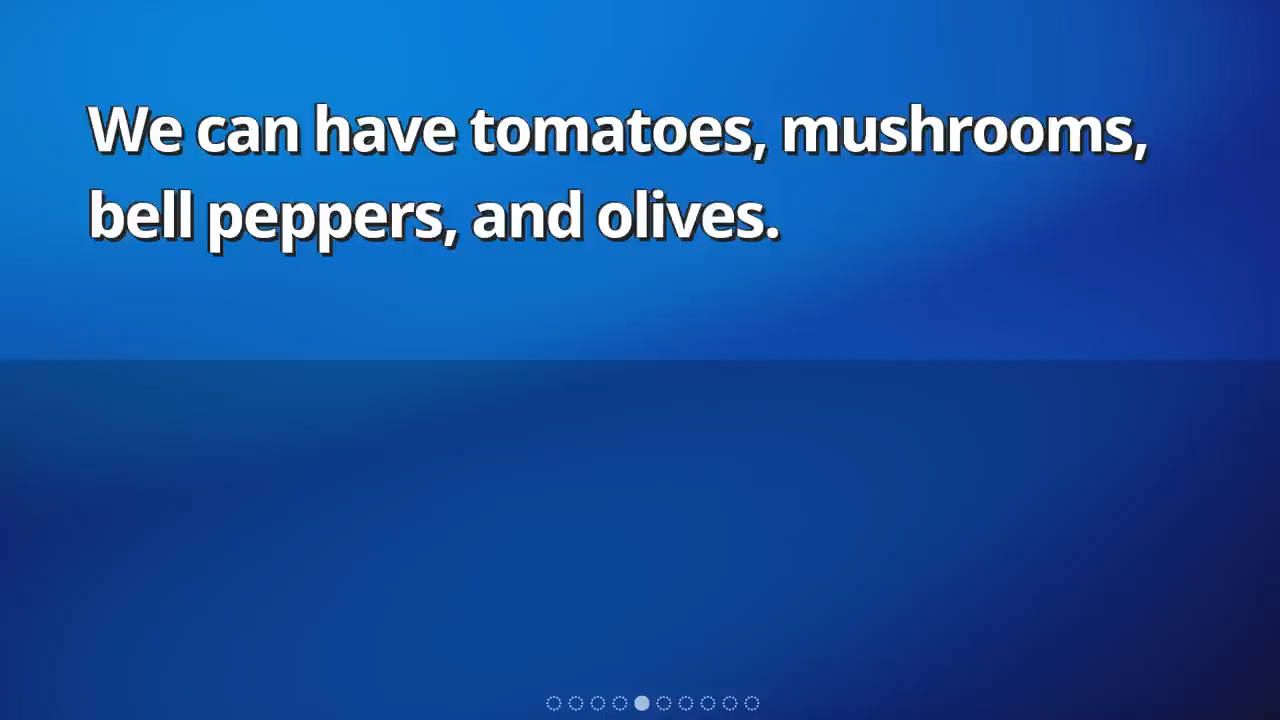 We can have tomatoes, mushrooms,
bell peppers, and olives.